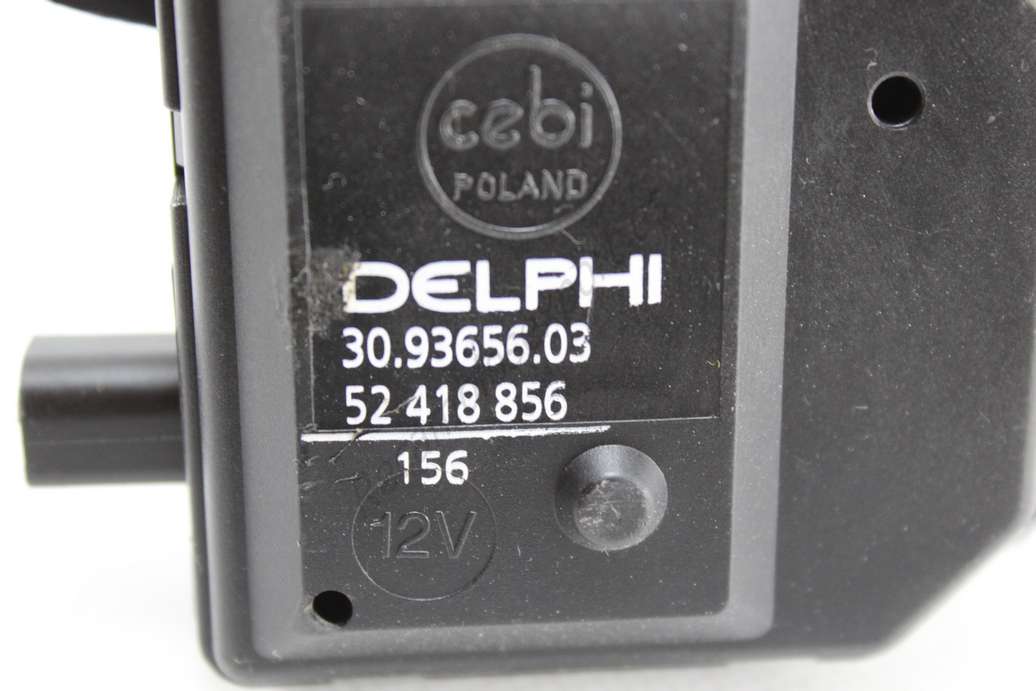 cebi
POLAND
DELPHI
30.93656.03
52 418 856
156
12V